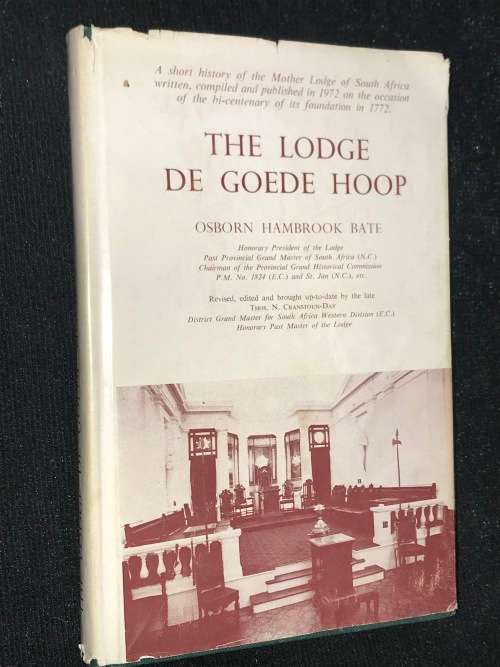 A short history of the Mother Lodge of South Africa
written, compiled and published in 1972 on the occasion
of the bi-centenary of its foundation in 1772.
THE LODGE
DE GOEDE HOOP
OSBORN HAMBROOK BATE
Honorary President of the Lodge
Past Provincial Grand Master of South Africa (N.C.)
Chairman of the Provincial Grand Historical Commission
P.M. No. 1824 (E.C.) and St. Jan (N.C.), etc.
Revised, edited and brought up-to-date by the late
THOS. N. CRANSTOUN-DAY
District Grand Master for South Africa Western Division (E.C.)
Honorary Past Master of the Lodge